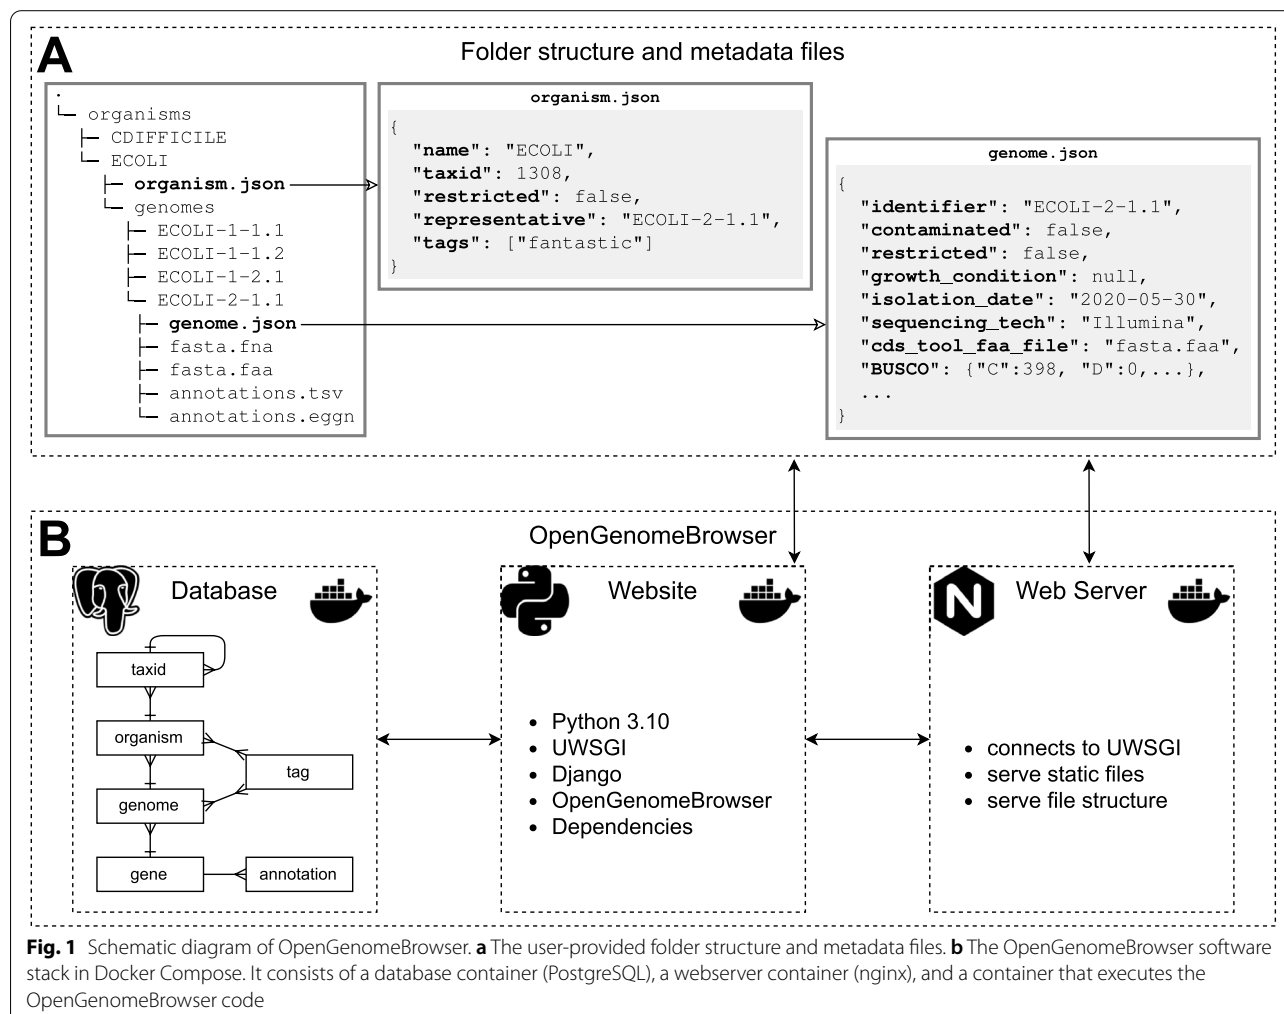 A
Folder structure and metadata files
.
└─ organisms
├─ CDIFFICILE
└─ ECOLI
├─ organism.json
└─ genomes
├─ ECOLI-1-1.1
├─ ECOLI-1-1.2
├─ ECOLI-1-2.1
└─ ECOLI-2-1.1
├─ genome.json
├─ fasta.fna
├─ fasta.faa
├─ annotations.tsv
└─ annotations.eggn
organism.json
{
"name": "ECOLI",
"taxid": 1308,
"restricted": false,
"representative": "ECOLI-2-1.1",
"tags": ["fantastic"]
}
genome.json
{
"identifier": "ECOLI-2-1.1",
"contaminated": false,
"restricted": false,
"growth_condition": null,
"isolation_date": "2020-05-30",
"sequencing_tech": "Illumina",
"cds_tool_faa_file": "fasta.faa",
"BUSCO": {"C":398, "D":0,...},
...
}
B
OpenGenomeBrowser
Database
taxid
organism
tag
genome
gene
annotation
Website
• Python 3.10
• UWSGI
• Django
• OpenGenomeBrowser
• Dependencies
N
Web Server
• connects to UWSGI
• serve static files
• serve file structure
Fig. 1 Schematic diagram of OpenGenomeBrowser. a The user-provided folder structure and metadata files. b The OpenGenomeBrowser software
stack in Docker Compose. It consists of a database container (PostgreSQL), a webserver container (nginx), and a container that executes the
OpenGenomeBrowser code